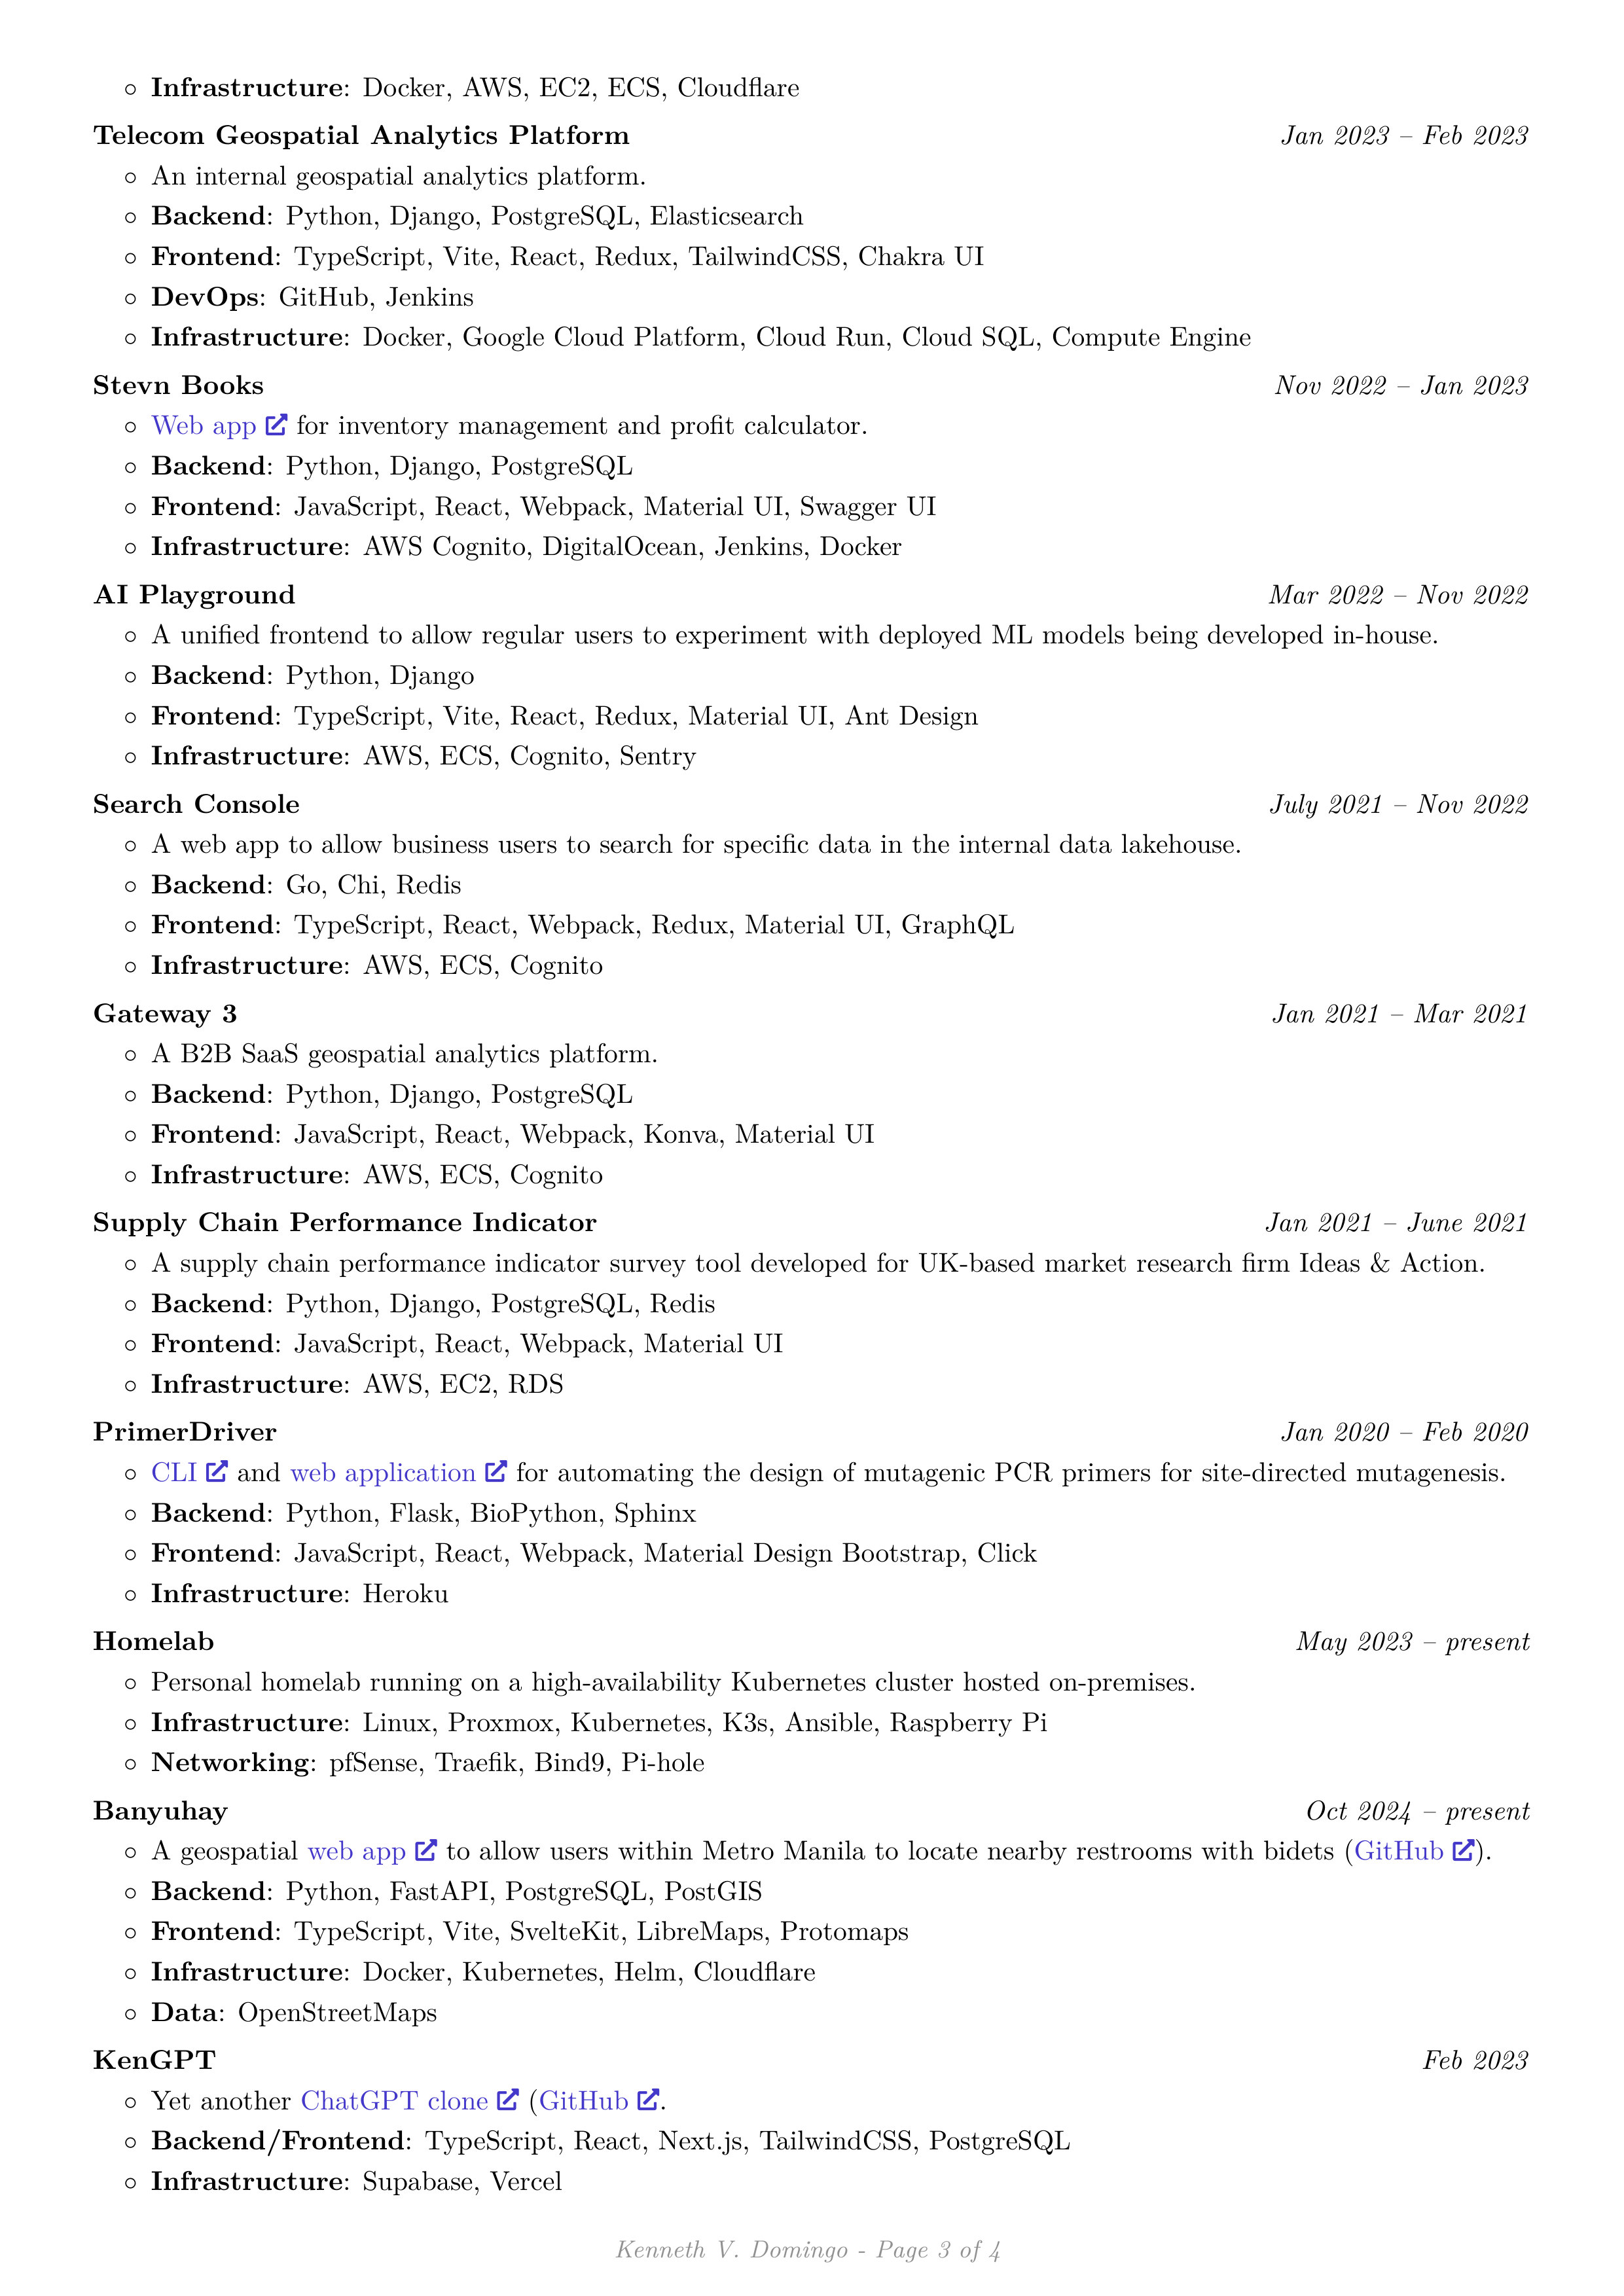 ◦ Infrastructure: Docker, AWS, EC2, ECS, Cloudflare
Telecom Geospatial Analytics Platform Jan 2023 – Feb 2023
◦ An internal geospatial analytics platform.
◦ Backend: Python, Django, PostgreSQL, Elasticsearch
◦ Frontend: TypeScript, Vite, React, Redux, TailwindCSS, Chakra UI
◦ DevOps: GitHub, Jenkins
◦ Infrastructure: Docker, Google Cloud Platform, Cloud Run, Cloud SQL, Compute Engine
Stevn Books Nov 2022 – Jan 2023
◦ Web app for inventory management and profit calculator.
◦ Backend: Python, Django, PostgreSQL
◦ Frontend: JavaScript, React, Webpack, Material UI, Swagger UI
◦ Infrastructure: AWS Cognito, DigitalOcean, Jenkins, Docker
AI Playground Mar 2022 – Nov 2022
◦ A unified frontend to allow regular users to experiment with deployed ML models being developed in-house.
◦ Backend: Python, Django
◦ Frontend: TypeScript, Vite, React, Redux, Material UI, Ant Design
◦ Infrastructure: AWS, ECS, Cognito, Sentry
Search Console July 2021 – Nov 2022
◦ A web app to allow business users to search for specific data in the internal data lakehouse.
◦ Backend: Go, Chi, Redis
◦ Frontend: TypeScript, React, Webpack, Redux, Material UI, GraphQL
◦ Infrastructure: AWS, ECS, Cognito
Gateway 3 Jan 2021 – Mar 2021
◦ A B2B SaaS geospatial analytics platform.
◦ Backend: Python, Django, PostgreSQL
◦ Frontend: JavaScript, React, Webpack, Konva, Material UI
◦ Infrastructure: AWS, ECS, Cognito
Supply Chain Performance Indicator Jan 2021 – June 2021
◦ A supply chain performance indicator survey tool developed for UK-based market research firm Ideas & Action.
◦ Backend: Python, Django, PostgreSQL, Redis
◦ Frontend: JavaScript, React, Webpack, Material UI
◦ Infrastructure: AWS, EC2, RDS
PrimerDriver Jan 2020 – Feb 2020
◦ CLI and web application for automating the design of mutagenic PCR primers for site-directed mutagenesis.
◦ Backend: Python, Flask, BioPython, Sphinx
◦ Frontend: JavaScript, React, Webpack, Material Design Bootstrap, Click
◦ Infrastructure: Heroku
Homelab May 2023 – present
◦ Personal homelab running on a high-availability Kubernetes cluster hosted on-premises.
◦ Infrastructure: Linux, Proxmox, Kubernetes, K3s, Ansible, Raspberry Pi
◦ Networking: pfSense, Traefik, Bind9, Pi-hole
Banyuhay Oct 2024 – present
◦ A geospatial web app to allow users within Metro Manila to locate nearby restrooms with bidets (GitHub).
◦ Backend: Python, FastAPI, PostgreSQL, PostGIS
◦ Frontend: TypeScript, Vite, SvelteKit, LibreMaps, Protomaps
◦ Infrastructure: Docker, Kubernetes, Helm, Cloudflare
◦ Data: OpenStreetMaps
KenGPT Feb 2023
◦ Yet another ChatGPT clone (GitHub.
◦ Backend/Frontend: TypeScript, React, Next.js, TailwindCSS, PostgreSQL
◦ Infrastructure: Supabase, Vercel
Kenneth V. Domingo - Page 3 of 4